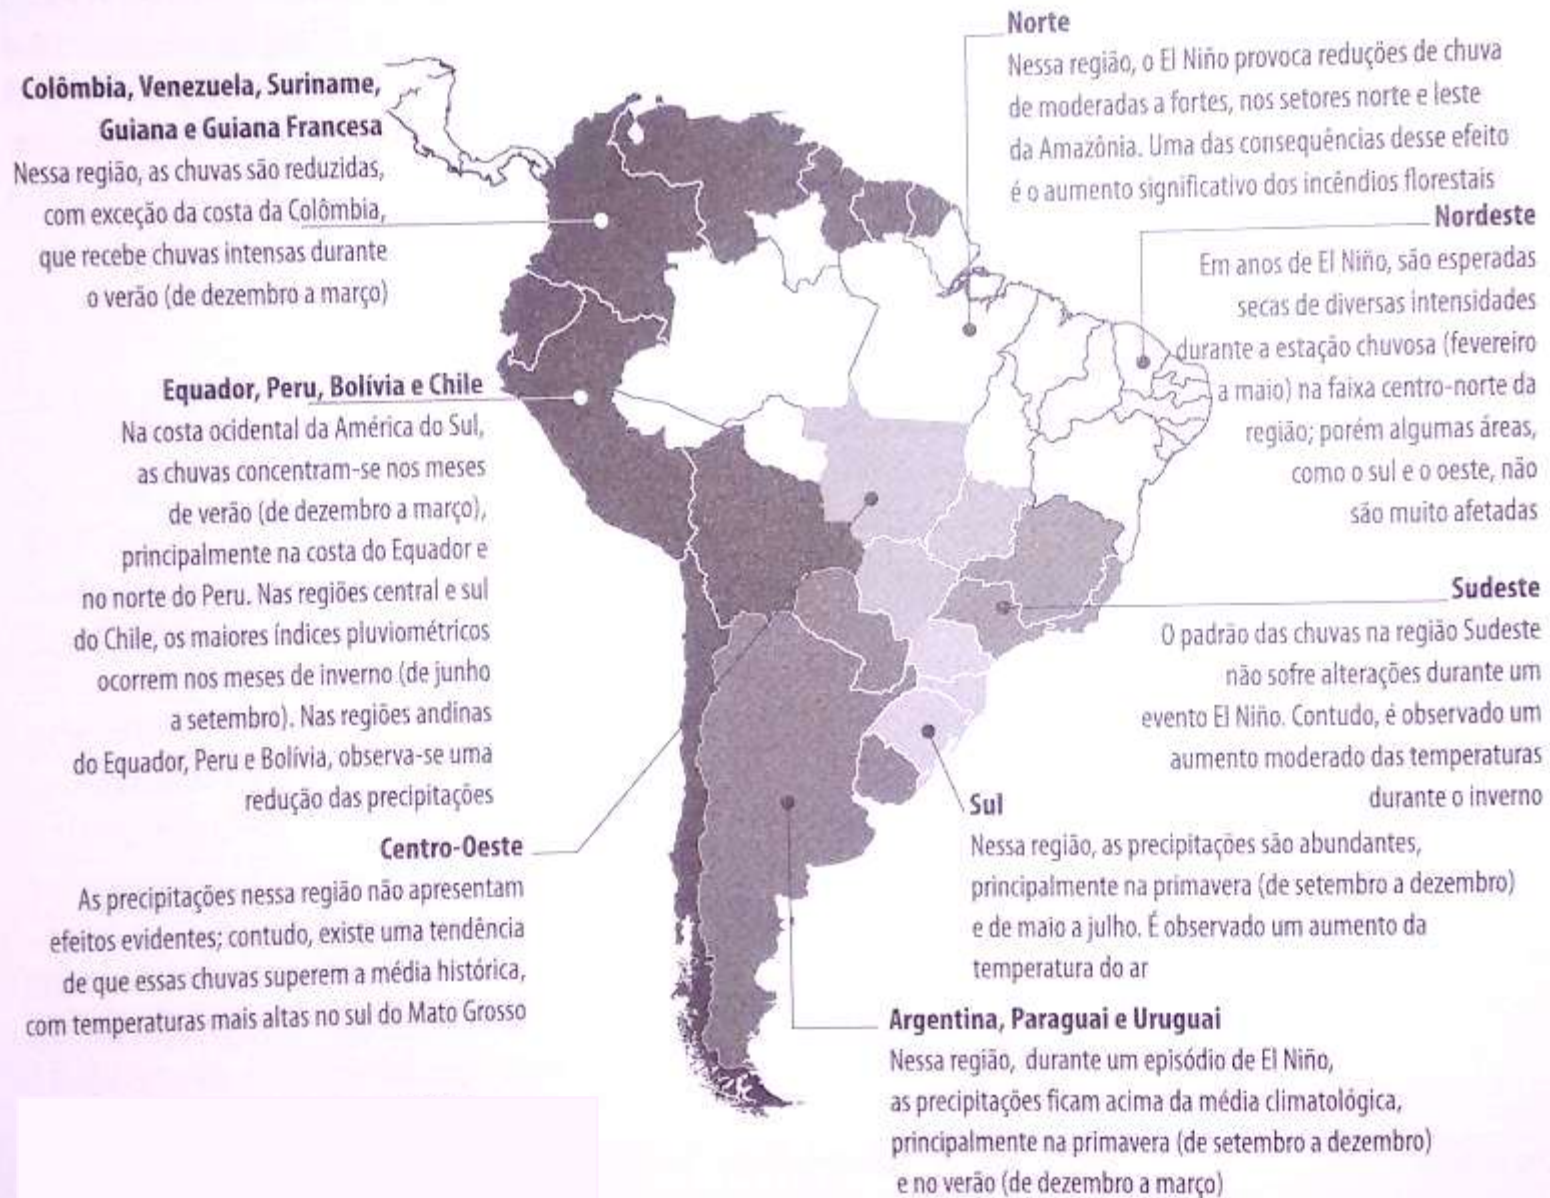 Norte
Nessa região, o El Niño provoca reduções de chuva
de moderadas a fortes, nos setores norte e leste
da Amazônia. Uma das consequências desse efeito
é o aumento significativo dos incêndios florestais
Colômbia, Venezuela, Suriname,
Guiana e Guiana Francesa
Nessa região, as chuvas são reduzidas,
com exceção da costa da Colômbia,
que recebe chuvas intensas durante
o verão (de dezembro a março)
Nordeste
Em anos de El Niño, são esperadas
secas de diversas intensidades
durante a estação chuvosa (fevereiro
a maio) na faixa centro-norte da
região; porém algumas áreas,
como o sul e o oeste, não
são muito afetadas
Equador, Peru, Bolívia e Chile
Na costa ocidental da América do Sul,
as chuvas concentram-se nos meses
de verão (de dezembro a março),
principalmente na costa do Equador e
no norte do Peru. Nas regiões central e sul
do Chile, os maiores índices pluviométricos
ocorrem nos meses de inverno (de junho
a setembro). Nas regiões andinas
do Equador, Peru e Bolívia, observa-se uma
redução das precipitações
Sudeste
O padrão das chuvas na região Sudeste
não sofre alterações durante um
evento El Niño. Contudo, é observado um
aumento moderado das temperaturas
durante o inverno
Centro-Oeste
As precipitações nessa região não apresentam
efeitos evidentes; contudo, existe uma tendência
de que essas chuvas superem a média histórica,
com temperaturas mais altas no sul do Mato Grosso
Sul
Nessa região, as precipitações são abundantes,
principalmente na primavera (de setembro a dezembro)
e de maio a julho. É observado um aumento da
temperatura do ar
Argentina, Paraguai e Uruguai
Nessa região, durante um episódio de El Niño,
as precipitações ficam acima da média climatológica,
principalmente na primavera (de setembro a dezembro)
e no verão (de dezembro a março)